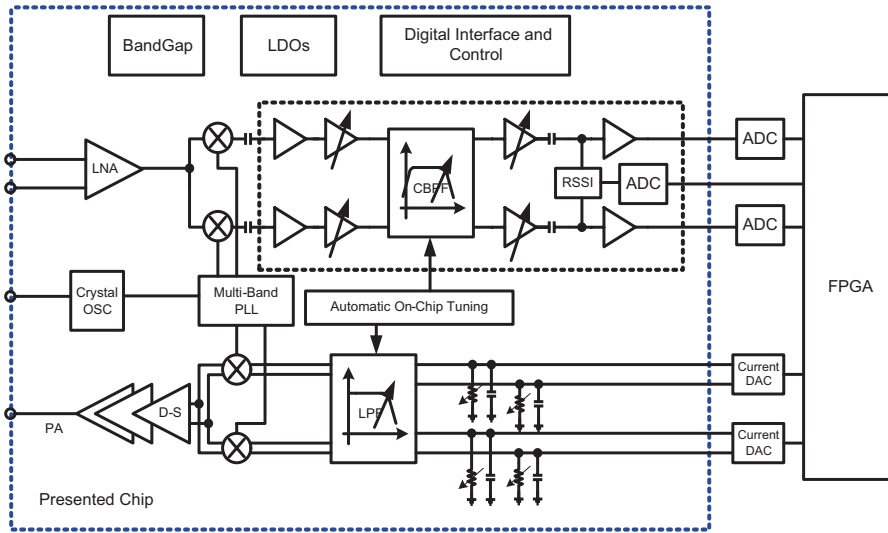 BandGap
LDOs
Digital Interface and
Control
LNA
CBPF
RSSI
ADC
ADC
ADC
FPGA
Crystal
OSC
Multi-Band
PLL
Automatic On-Chip Tuning
LPF
D-S
PA
Current
DAC
Current
DAC
Presented Chip